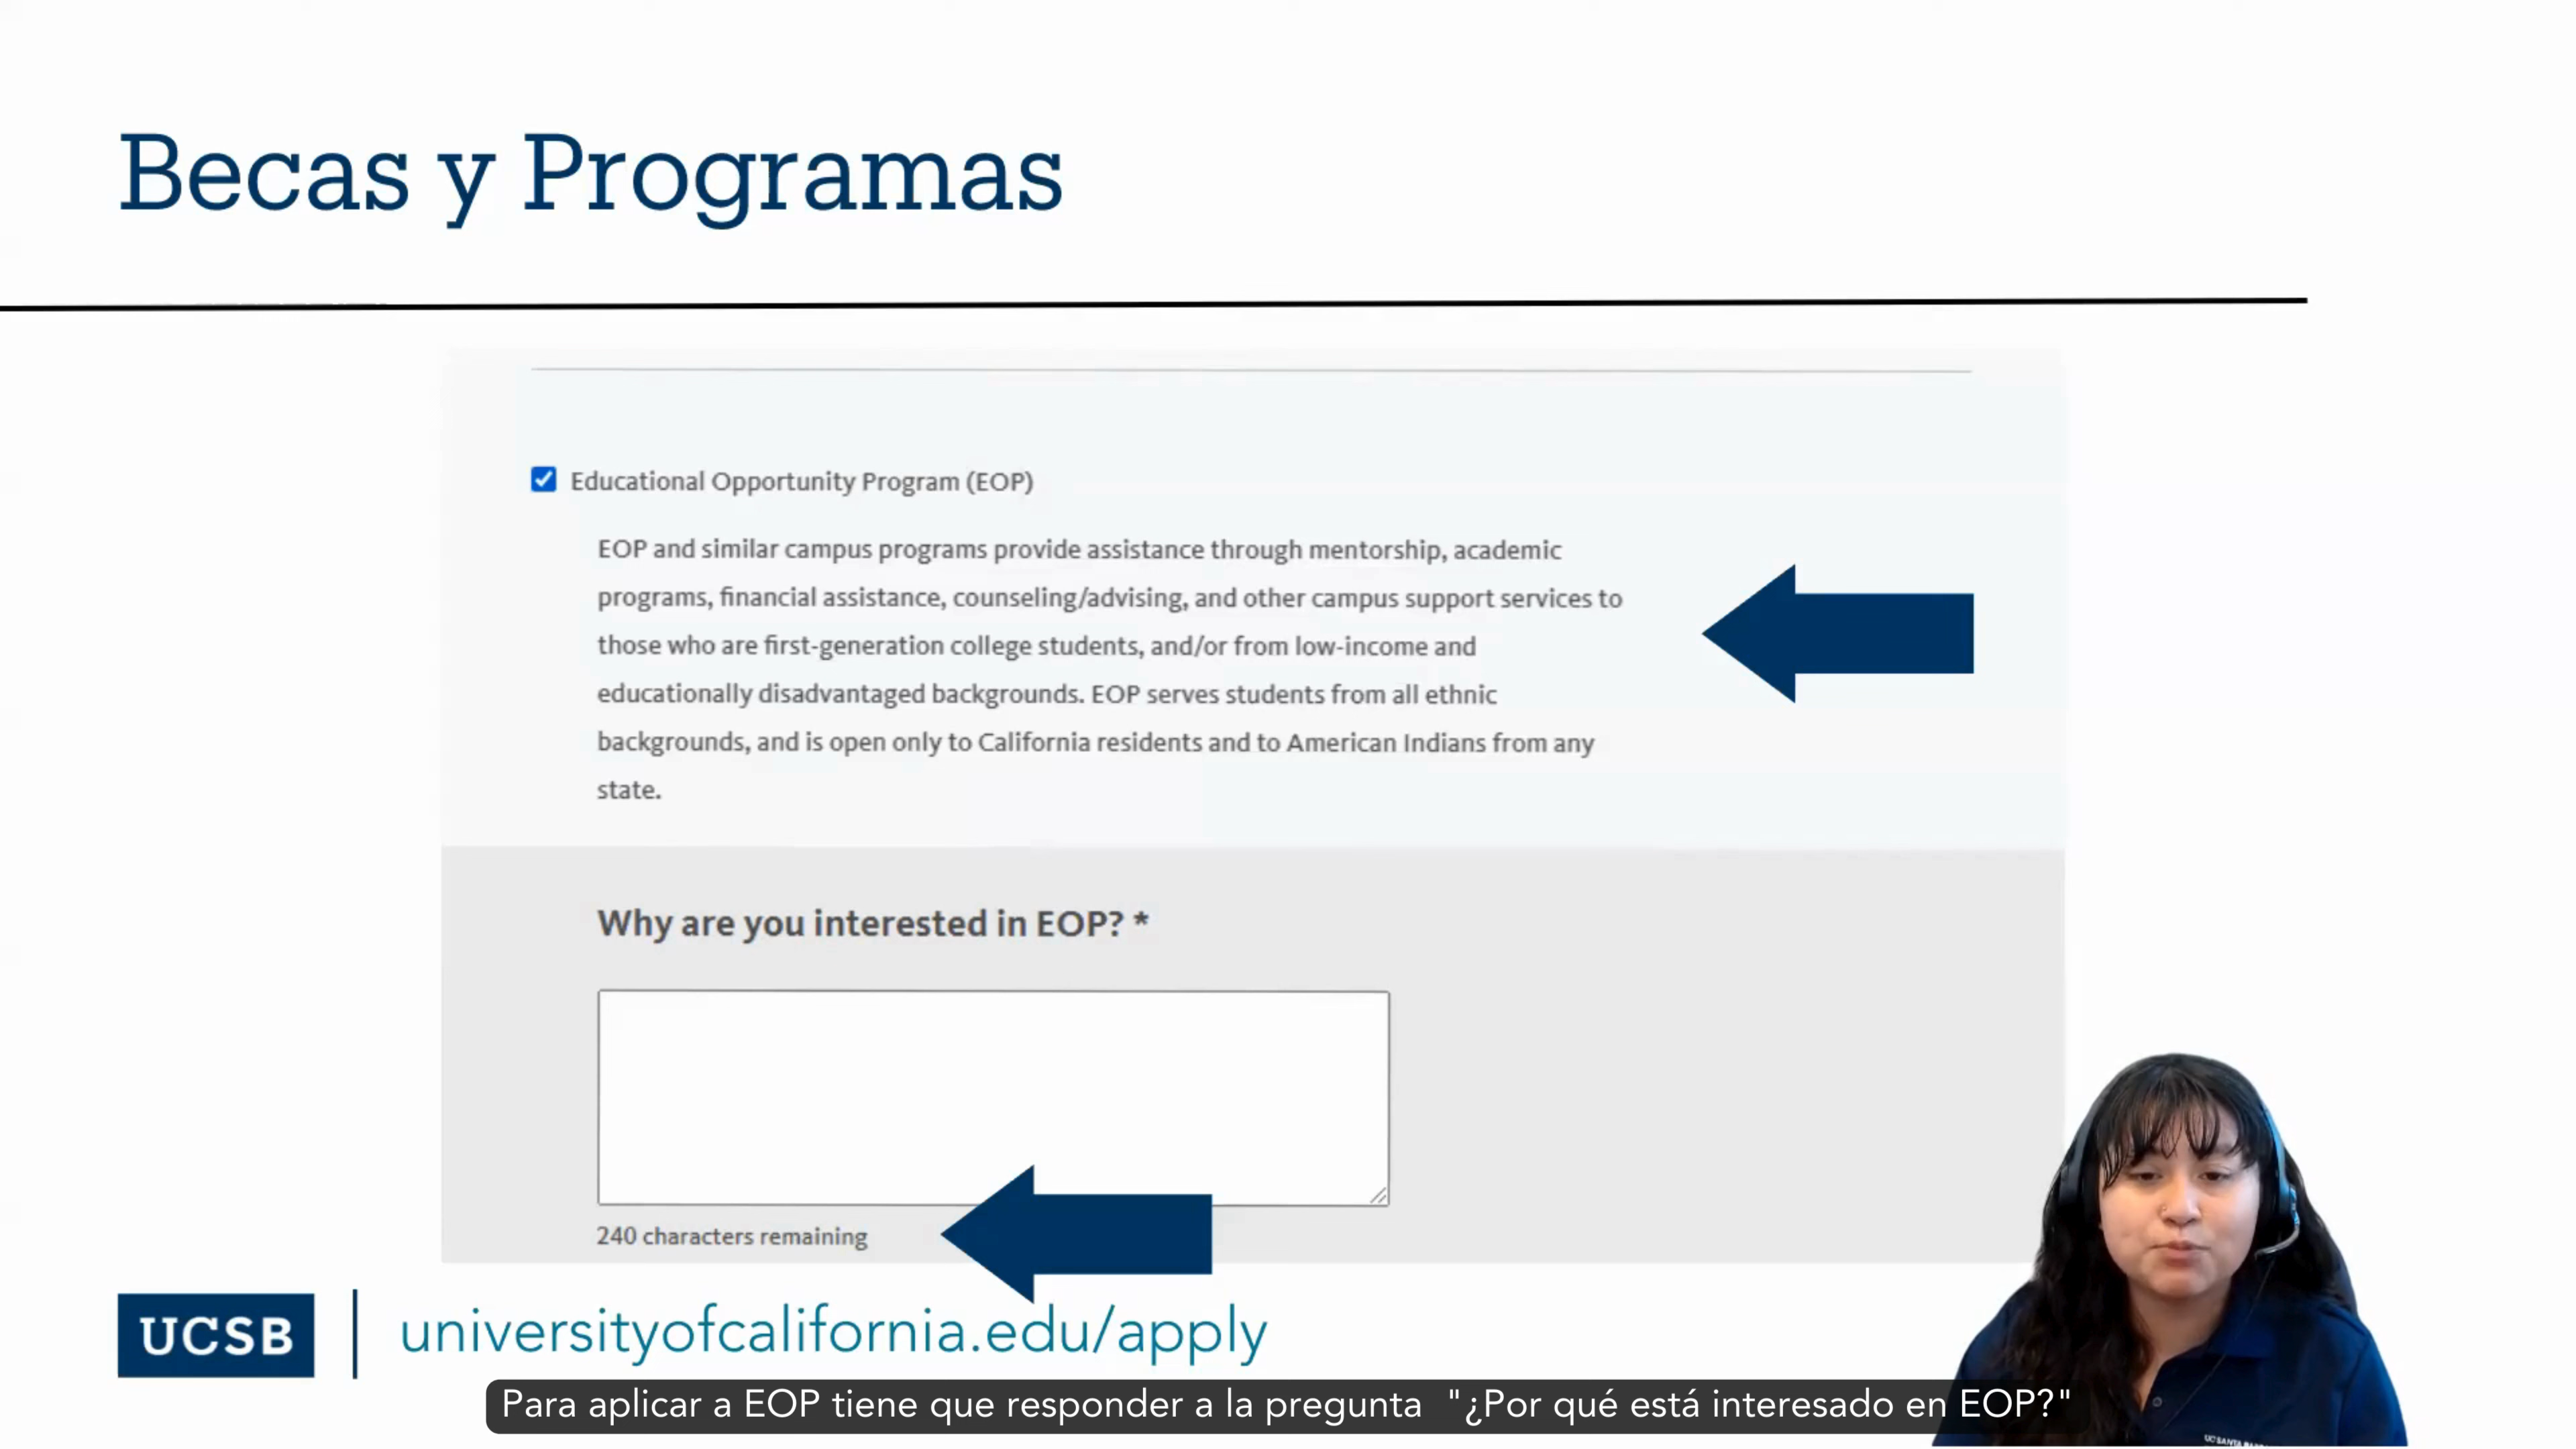 Becas y Programas
Educational Opportunity Program (EOP)
EOP and similar campus programs provide assistance through mentorship, academic
programs, financial assistance, counseling/advising, and other campus support services to
those who are first-generation college students, and/or from low-income and
educationally disadvantaged backgrounds. EOP serves students from all ethnic
backgrounds, and is open only to California residents and to American Indians from any
state.
Why are you interested in EOP? *
240 characters remaining
UCSB
universityofcalifornia.edu/apply
Para aplicar a EOP tiene que responder a la pregunta "¿Por qué está interesado en EOP?"